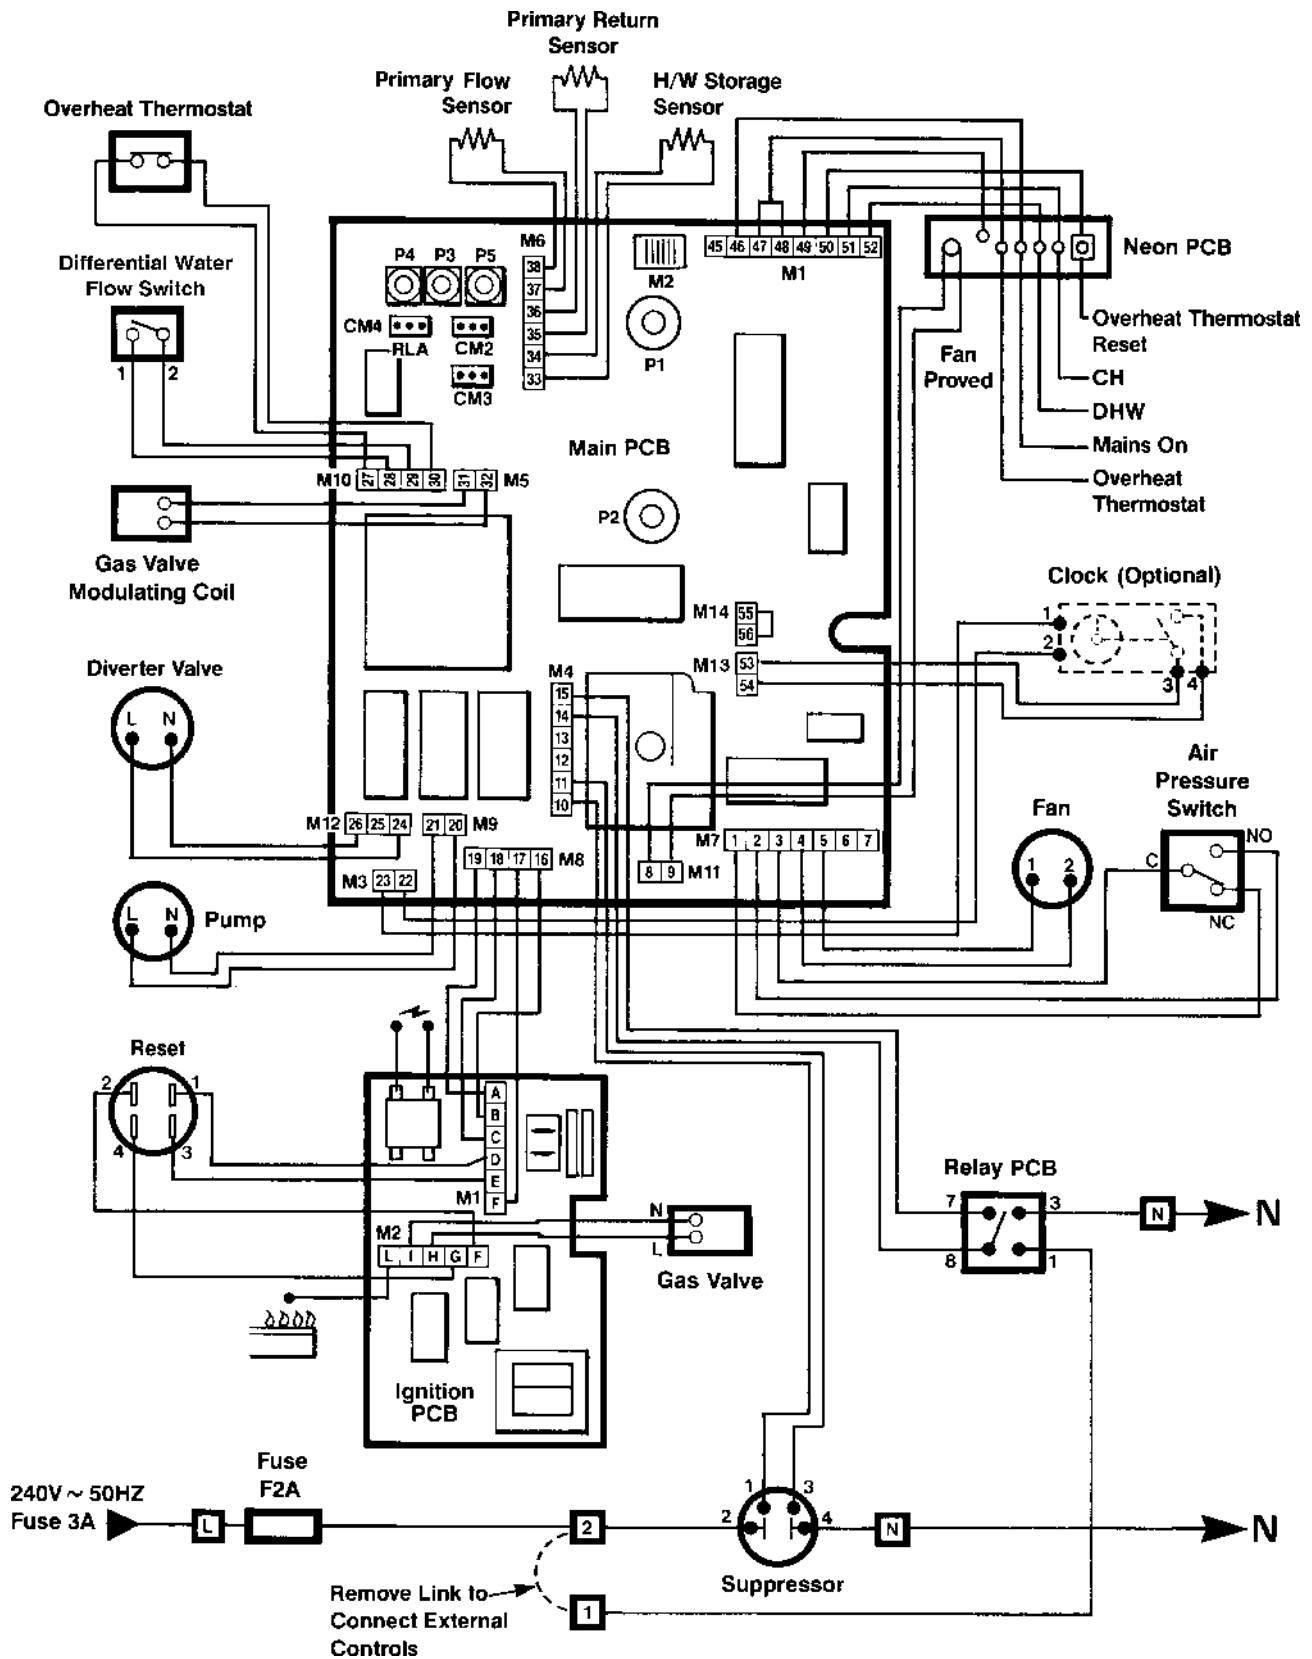 Primary Return
Sensor
Primary Flow
Sensor
H/W Storage
Sensor
Overheat Thermostat
Differential Water
Flow Switch
1 2
Gas Valve
Modulating Coil
Diverter Valve
L N
Pump
L N
P4 P3 P5
CM4
RLA
CM2
CM3
M6
38
37
36
35
34
33
M2
P1
45 46 47 48 49 50 51 52
M1
Neon PCB
Fan
Proved
Overheat Thermostat
Reset
CH
DHW
Mains On
Overheat
Thermostat
Main PCB
M10 27 28 29 30 31 32 M5
P2
M14 55
56
M13 53
54
Clock (Optional)
1
2
3 4
M4
15
14
13
12
11
10
M12 26 25 24 21 20 M9
19 18 17 16 M8
M3 23 22
M7 1 2 3 4 5 6 7
8 9 M11
Fan
1 2
Air
Pressure
Switch
NO
C
NC
Reset
2 1
4 3
A
B
C
D
E
F
M1
M2
L I H G F
N
L
Gas Valve
Ignition
PCB
Relay PCB
7 3
8 1
N N
Fuse
F2A
240V ~ 50HZ
Fuse 3A
L
2
1 3
2 4
N N
Suppressor
Remove Link to
Connect External
Controls
1